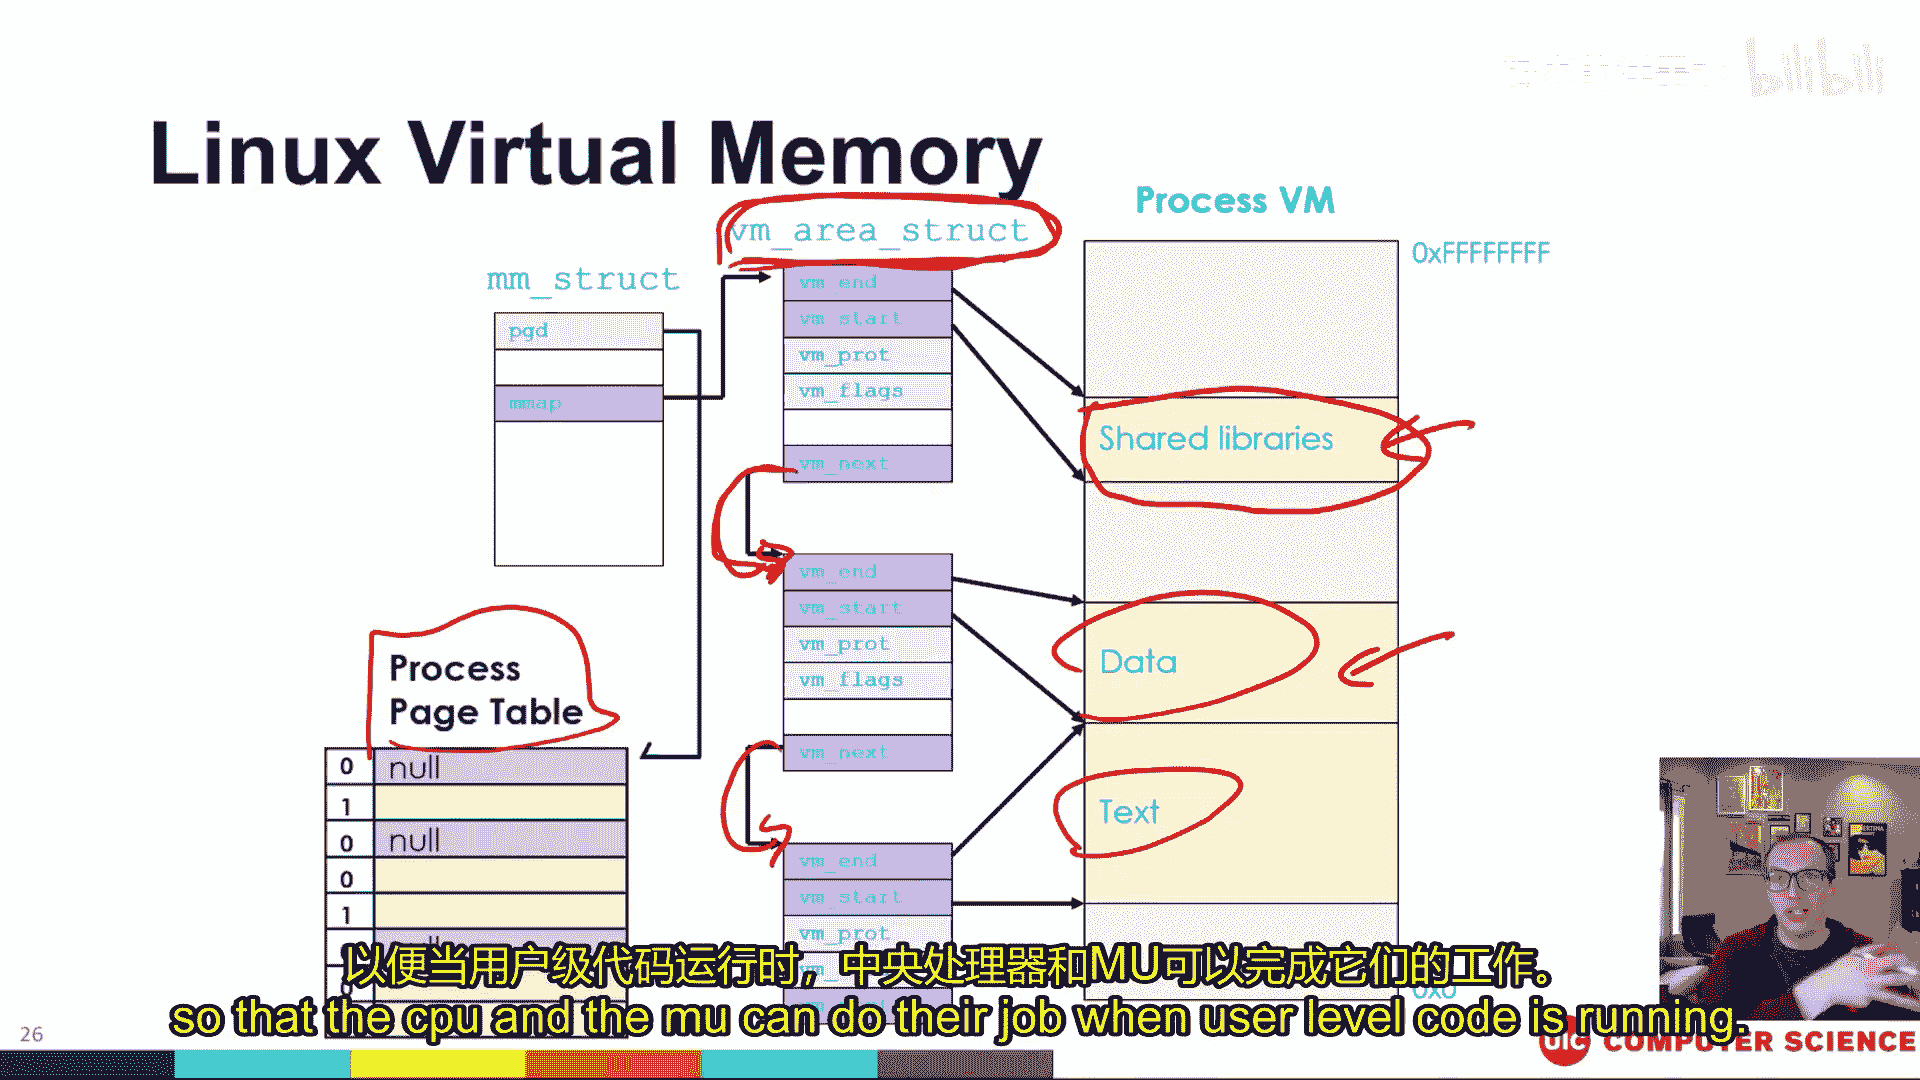 bilibili
Linux Virtual Memory
Process VM
vm_area_struct
0xFFFFFFFF
mm_struct
vm_end
vm_start
pgd
vm_prot
vm_flags
mmap
Shared libraries
vm_next
vm_end
vm_start
vm_prot
Data
Process
Page Table
vm_flags
vm_next
0 null
1
Text
0 null
vm_end
0
vm_start
1
vm_prot
以便当用户级代码运行时，中央处理器和MU可以完成它们的工作。
0x0
so that the cpu and the mu can do their job when user level code is running.
26
UIC COMPUTER SCIENCE